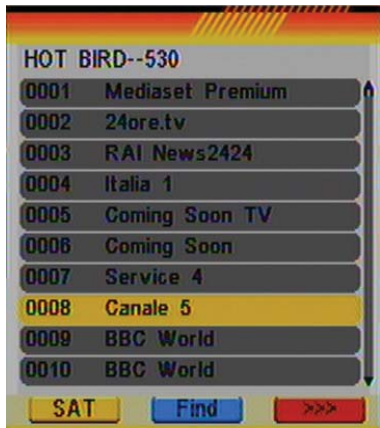 HOT BIRD--530
0001 Mediaset Premium
0002 24ore.tv
0003 RAI News2424
0004 Italia 1
0005 Coming Soon TV
0006 Coming Soon
0007 Service 4
0008 Canale 5
0009 BBC World
0010 BBC World
SAT Find >>>